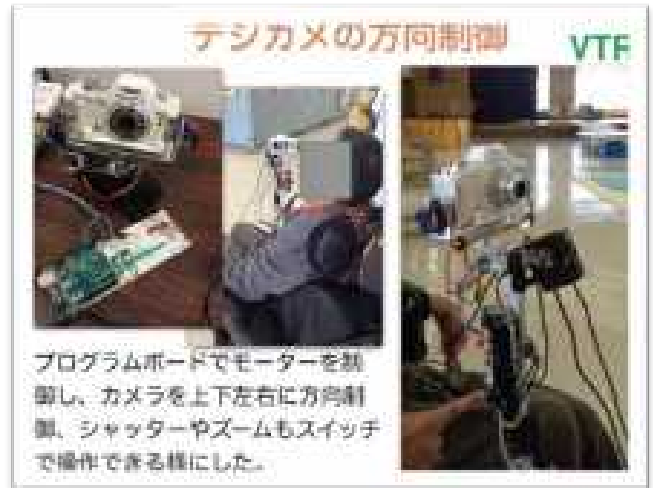 デジカメの方向制御
VTF
プログラムボードでモーターを制
御し、カメラを上下左右に方向制
御、シャッターやズームもスイッチ
で操作できる様にした。